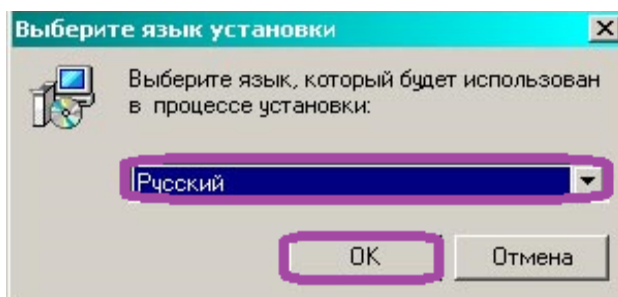 Выберите язык установки
Выберите язык, который будет использован
в процессе установки:
Русский
OK
Отмена